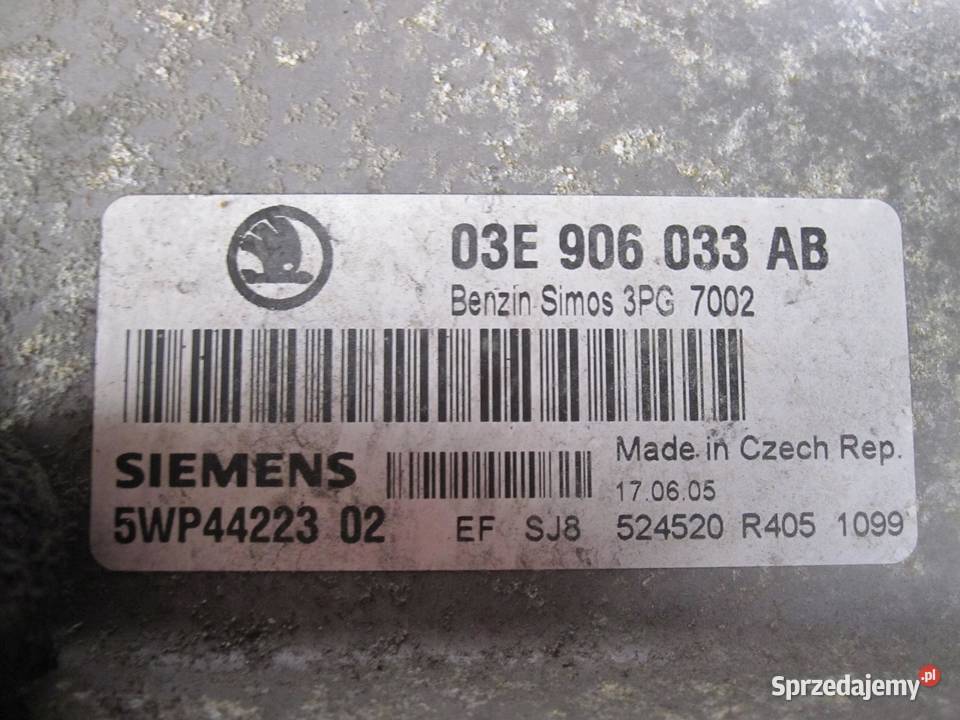 03E 906 033 AB
Benzin Simos 3PG 7002
SIEMENS
Made in Czech Rep.
17.06.05
5WP44223 02 EF SJ8 524520 R405 1099
Sprzedajemy.pl